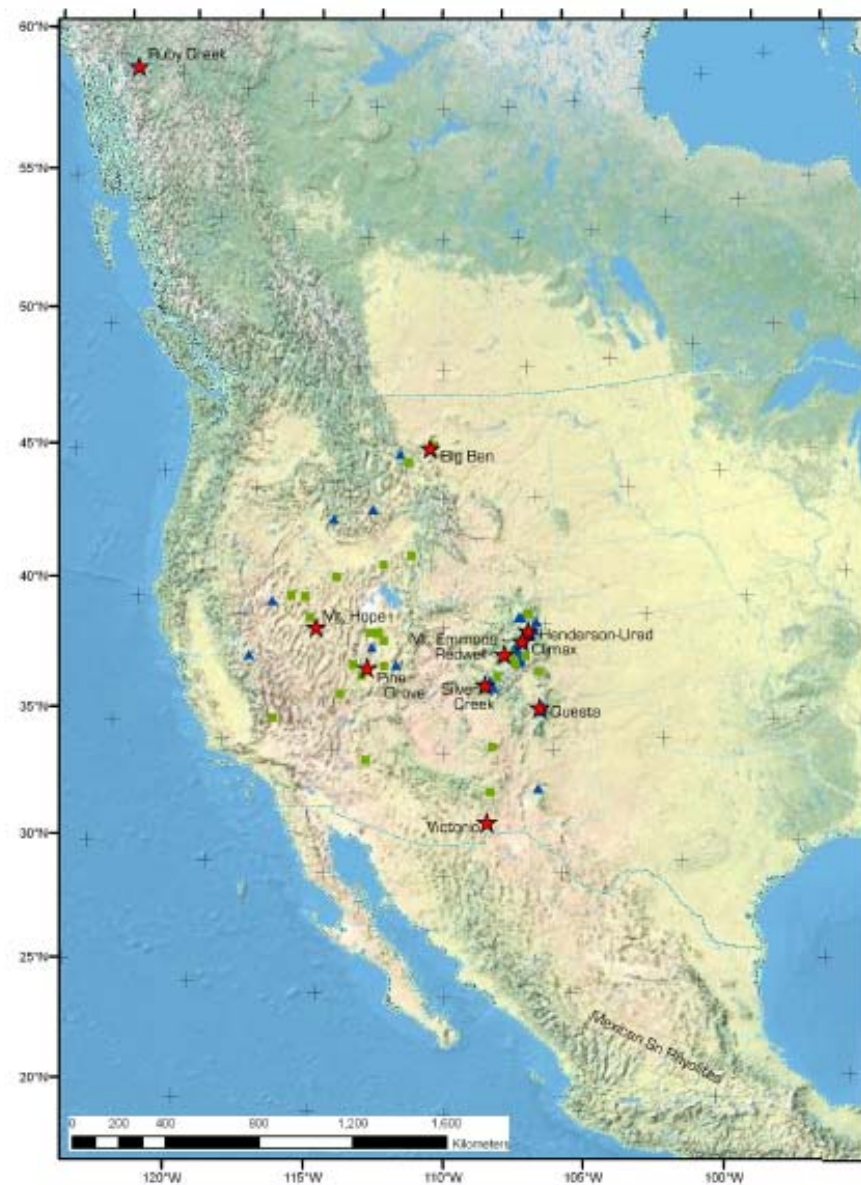 60°N
Ruby Creek
55°N
50°N
45°N
Big Ben
40°N
Mt. Hope
Mt. Emmons
Redwell
Henderson-Urad
Climax
Pine
Grove
Silver
Creek
Questa
35°N
Victorio
30°N
25°N
Mexican Sn Rhyolites
20°N
0 200 400 800 1,200 1,600
Kilometers
120°W 115°W 110°W 105°W 100°W